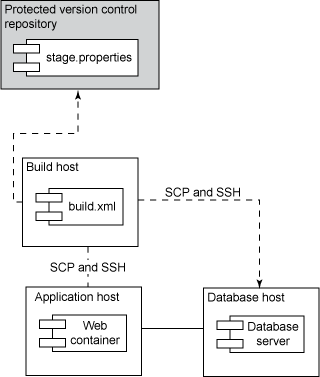 Protected version control
repository
stage.properties
Build host
build.xml
SCP and SSH
SCP and SSH
Application host
Web
container
Database host
Database
server